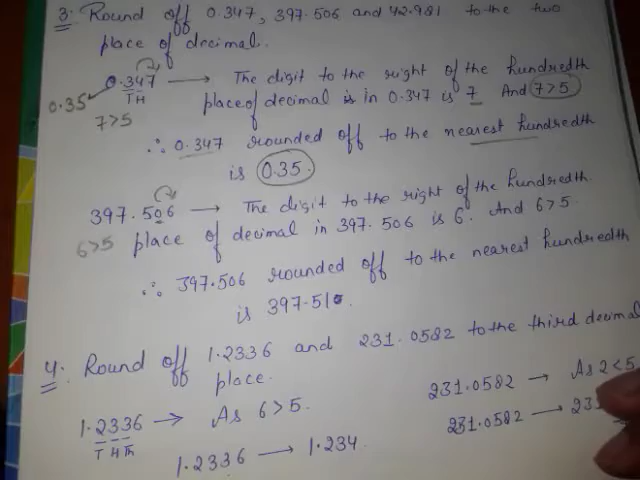 3. Round off 0.347, 397.506 and 42.981 to the two
place of decimal.
0.35 ← 0.347 → The digit to the right of the hundredth
T H
7>5
place of decimal is in 0.347 is 7 And 7>5
∴ 0.347 rounded off to the nearest hundredth
is 0.35.
397.506 → The digit to the right of the hundredth
6>5 place of decimal in 397.506 is 6. And 6>5.
∴ 397.506 rounded off to the nearest hundredth
is 397.510.
4. Round off 1.2336 and 231.0582 to the third decimal
place.
1.2336 → As 6>5.
T H Th
1.2336 → 1.234.
231.0582 → As 2<5
231.0582 → 231